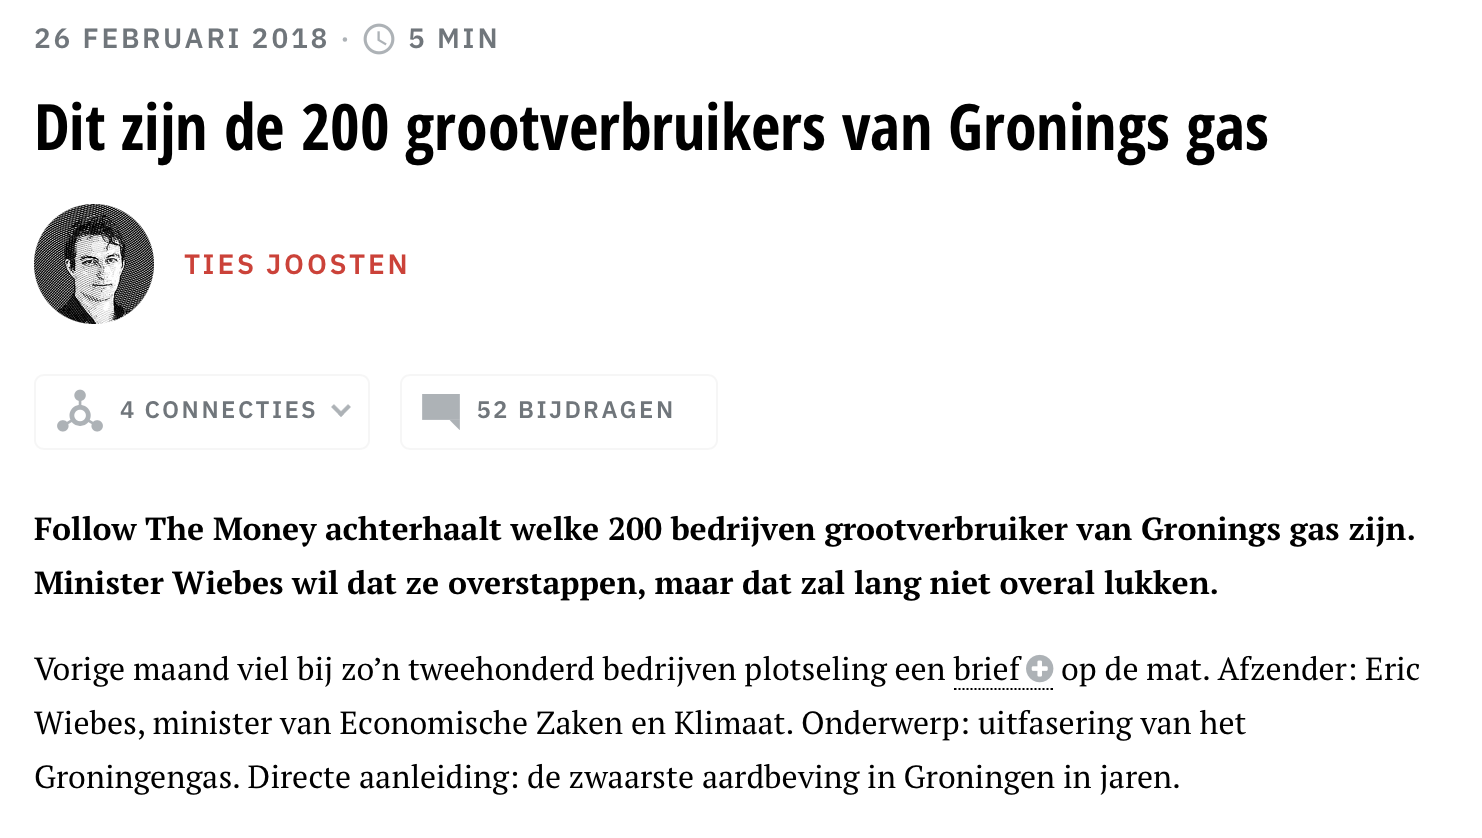 26 FEBRUARI 2018 · 5 MIN
Dit zijn de 200 grootverbruikers van Gronings gas
TIES JOOSTEN
4 CONNECTIES
52 BIJDRAGEN
Follow The Money achterhaalt welke 200 bedrijven grootverbruiker van Gronings gas zijn.
Minister Wiebes wil dat ze overstappen, maar dat zal lang niet overal lukken.
Vorige maand viel bij zo’n tweehonderd bedrijven plotseling een brief op de mat. Afzender: Eric
Wiebes, minister van Economische Zaken en Klimaat. Onderwerp: uitfasering van het
Groningengas. Directe aanleiding: de zwaarste aardbeving in Groningen in jaren.